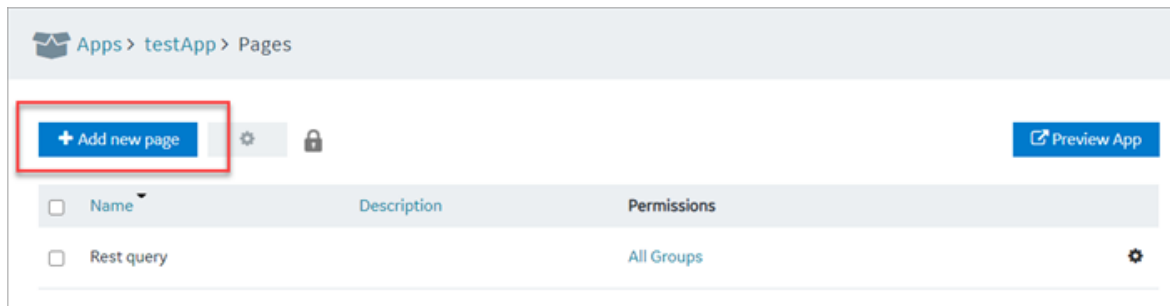 Apps > testApp > Pages
+ Add new page
Preview App
Name Description Permissions
Rest query All Groups